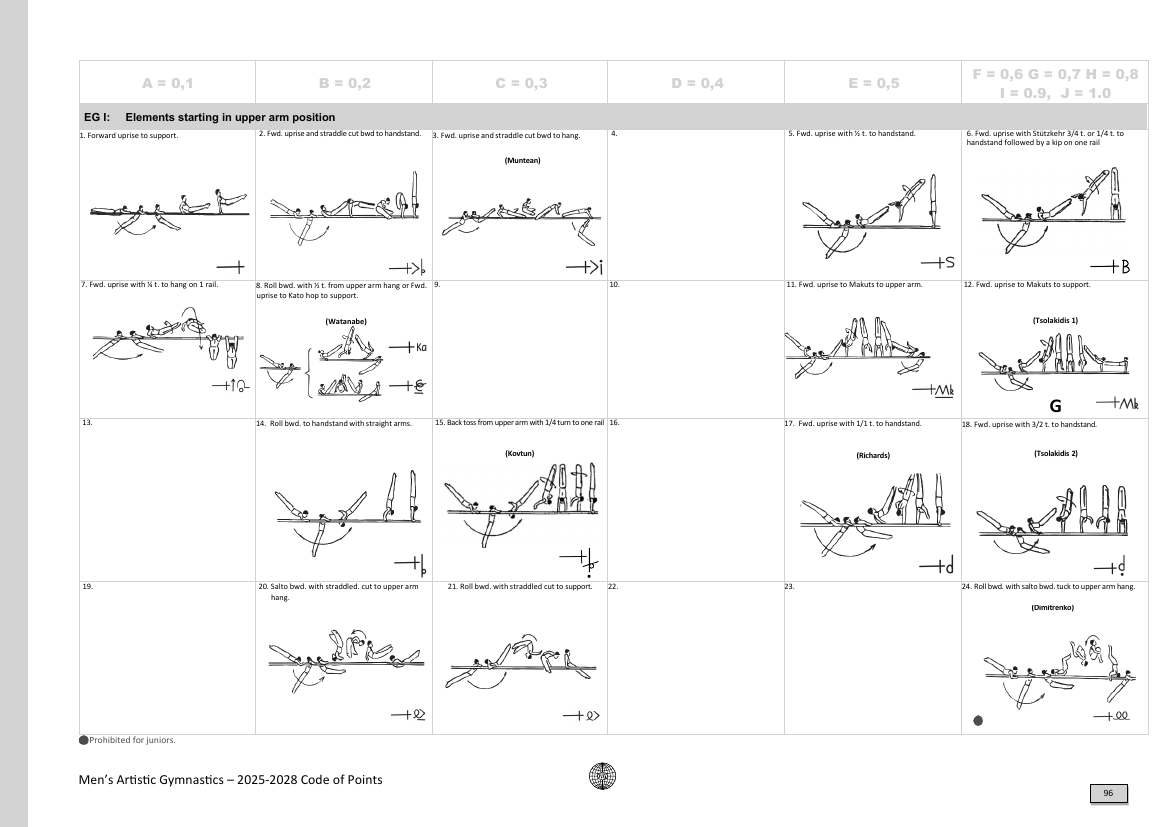 A = 0,1
B = 0,2
C = 0,3
D = 0,4
E = 0,5
F = 0,6 G = 0,7 H = 0,8
I = 0.9, J = 1.0
EG I: Elements starting in upper arm position
1. Forward uprise to support.
2. Fwd. uprise and straddle cut bwd to handstand.
3. Fwd. uprise and straddle cut bwd to hang.
(Muntean)
4.
5. Fwd. uprise with ½ t. to handstand.
6. Fwd. uprise with Stützkehr 3/4 t. or 1/4 t. to
handstand followed by a kip on one rail
S
B
7. Fwd. uprise with ¼ t. to hang on 1 rail.
8. Roll bwd. with ½ t. from upper arm hang or Fwd.
uprise to Kato hop to support.
(Watanabe)
Ka
9.
10.
11. Fwd. uprise to Makuts to upper arm.
Mk
12. Fwd. uprise to Makuts to support.
(Tsolakidis 1)
G
Mk
13.
14. Roll bwd. to handstand with straight arms.
15. Back toss from upper arm with 1/4 turn to one rail
(Kovtun)
16.
17. Fwd. uprise with 1/1 t. to handstand.
(Richards)
d
18. Fwd. uprise with 3/2 t. to handstand.
(Tsolakidis 2)
19.
20. Salto bwd. with straddled. cut to upper arm
hang.
21. Roll bwd. with straddled cut to support.
22.
23.
24. Roll bwd. with salto bwd. tuck to upper arm hang.
(Dimitrenko)
Prohibited for juniors.
Men's Artistic Gymnastics – 2025-2028 Code of Points
96